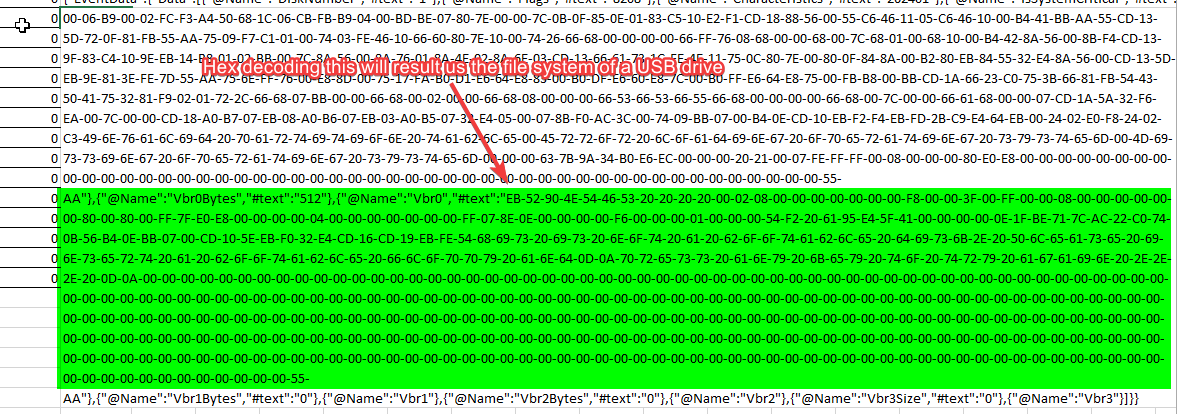 0 00-06-B9-00-02-FC-F3-A4-50-68-1C-06-CB-FB-B9-04-00-BD-BE-07-80-7E-00-00-7C-0B-0F-85-0E-01-83-C5-10-E2-F1-CD-18-88-56-00-55-C6-46-11-05-C6-46-10-00-B4-41-BB-AA-55-CD-13-
0 5D-72-0F-81-FB-55-AA-75-09-F7-C1-01-00-74-03-FE-46-10-66-60-80-7E-10-00-74-26-66-68-00-00-00-00-66-FF-76-08-68-00-00-68-00-7C-68-01-00-68-10-00-B4-42-8A-56-00-8B-F4-CD-13-
0 9F-83-C4-10-9E-EB-14-
Hex decoding this will result us the file system of a USB drive
0C-80-7E-00-80-0F-84-8A-00-B2-80-EB-84-55-32-E4-8A-56-00-CD-13-5D-
0 EB-9E-81-3E-FE-7D-55-AA-75-6E-FF-76-00-E8-8D-00-75-17-FA-B0-D1-E6-64-E8-83-00-B0-DF-E6-60-E8-7C-00-B0-FF-E6-64-E8-75-00-FB-B8-00-BB-CD-1A-66-23-C0-75-3B-66-81-FB-54-43-
0 50-41-75-32-81-F9-02-01-72-2C-66-68-07-BB-00-00-66-68-00-02-00-00-66-68-08-00-00-00-66-53-66-53-66-55-66-68-00-00-00-00-66-68-00-7C-00-00-66-61-68-00-00-07-CD-1A-5A-32-F6-
0 EA-00-7C-00-00-CD-18-A0-B7-07-EB-08-A0-B6-07-EB-03-A0-B5-07-32-E4-05-00-07-8B-F0-AC-3C-00-74-09-BB-07-00-B4-0E-CD-10-EB-F2-F4-EB-FD-2B-C9-E4-64-EB-00-24-02-E0-F8-24-02-
0 C3-49-6E-76-61-6C-69-64-20-70-61-72-74-69-74-69-6F-6E-20-74-61-62-6C-65-00-45-72-72-6F-72-20-6C-6F-61-64-69-6E-67-20-6F-70-65-72-61-74-69-6E-67-20-73-79-73-74-65-6D-00-4D-69-
0 73-73-69-6E-67-20-6F-70-65-72-61-74-69-6E-67-20-73-79-73-74-65-6D-00-00-00-63-7B-9A-34-B0-E6-EC-00-00-00-20-21-00-07-FE-FF-FF-00-08-00-00-00-80-E0-E8-00-00-00-00-00-00-00-
0 00-00-00-00-00-00-00-00-00-00-00-00-00-00-00-00-00-00-00-00-00-00-00-00-00-00-00-00-00-00-00-00-00-00-00-00-00-00-00-00-55-
0 AA"},{"@Name":"Vbr0Bytes","#text":"512"},{"@Name":"Vbr0","#text":"EB-52-90-4E-54-46-53-20-20-20-20-00-02-08-00-00-00-00-00-00-00-F8-00-00-3F-00-FF-00-00-08-00-00-00-00-
0 00-00-80-00-80-00-FF-7F-E0-E8-00-00-00-00-00-04-00-00-00-00-00-00-FF-07-8E-0E-00-00-00-00-F6-00-00-00-01-00-00-00-54-F2-20-61-95-E4-5F-41-00-00-00-00-0E-1F-BE-71-7C-AC-22-C0-74-
0 0B-56-B4-0E-BB-07-00-CD-10-5E-EB-F0-32-E4-CD-16-CD-19-EB-FE-54-68-69-73-20-69-73-20-6E-6F-74-20-61-20-62-6F-6F-74-61-62-6C-65-20-64-69-73-6B-2E-20-50-6C-65-61-73-65-20-69-
0 6E-73-65-72-74-20-61-20-62-6F-6F-74-61-62-6C-65-20-66-6C-6F-70-70-79-20-61-6E-64-0D-0A-70-72-65-73-73-20-61-6E-79-20-6B-65-79-20-74-6F-20-74-72-79-20-61-67-61-69-6E-20-2E-2E-
0 2E-20-0D-0A-00-00-00-00-00-00-00-00-00-00-00-00-00-00-00-00-00-00-00-00-00-00-00-00-00-00-00-00-00-00-00-00-00-00-00-00-00-00-00-00-00-00-00-00-00-00-00-00-00-00-00-00-00-
00-00-00-00-00-00-00-00-00-00-00-00-00-00-00-00-00-00-00-00-00-00-00-00-00-00-00-00-00-00-00-00-00-00-00-00-00-00-00-00-00-00-00-00-00-00-00-00-00-00-00-00-00-00-00-00-00-
00-00-00-00-00-00-00-00-00-00-00-00-00-00-00-00-00-00-00-00-00-00-00-00-00-00-00-00-00-00-00-00-00-00-00-00-00-00-00-00-00-00-00-00-00-00-00-00-00-00-00-00-00-00-00-00-00-
00-00-00-00-00-00-00-00-00-00-00-00-00-00-00-00-00-00-00-00-00-00-00-00-00-00-00-00-00-00-00-00-00-00-00-00-00-00-00-00-00-00-00-00-00-00-00-00-00-00-00-00-00-00-00-00-00-
00-00-00-00-00-00-00-00-00-00-00-00-00-00-00-00-00-00-00-00-00-00-00-00-00-00-00-00-00-00-00-00-00-00-00-00-00-00-00-00-00-00-00-00-00-00-00-00-00-00-00-00-00-00-00-00-00-
00-00-00-00-00-00-00-00-00-00-00-55-
AA"},{"@Name":"Vbr1Bytes","#text":"0"},{"@Name":"Vbr1"},{"@Name":"Vbr2Bytes","#text":"0"},{"@Name":"Vbr2"},{"@Name":"Vbr3Size","#text":"0"},{"@Name":"Vbr3"}]}}